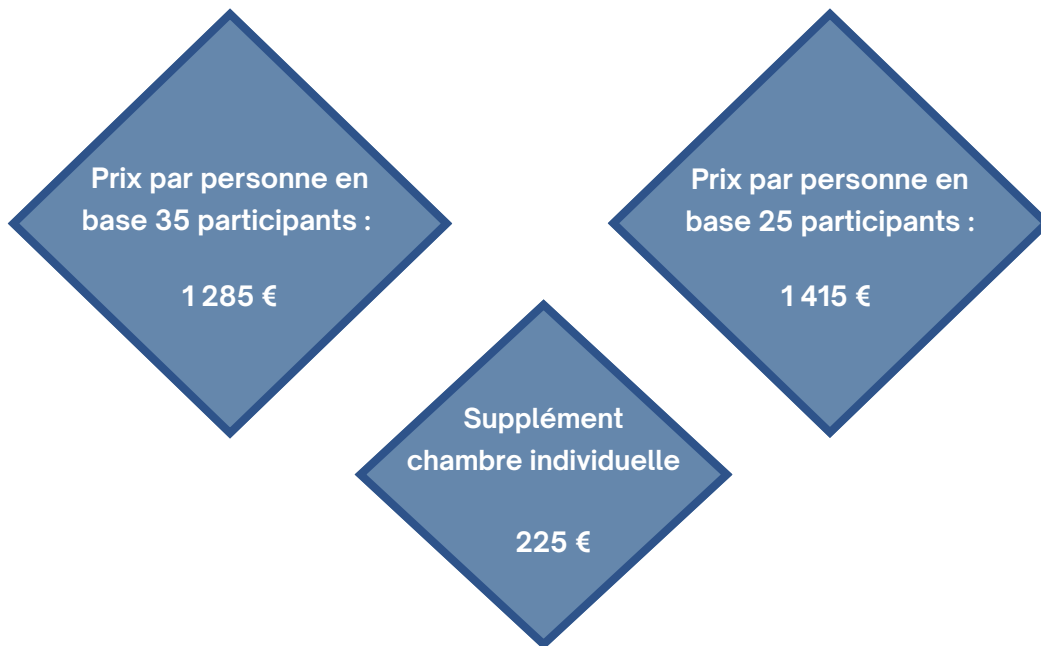 Prix par personne en
base 35 participants :
1 285 €
Prix par personne en
base 25 participants :
1 415 €
Supplément
chambre individuelle
225 €